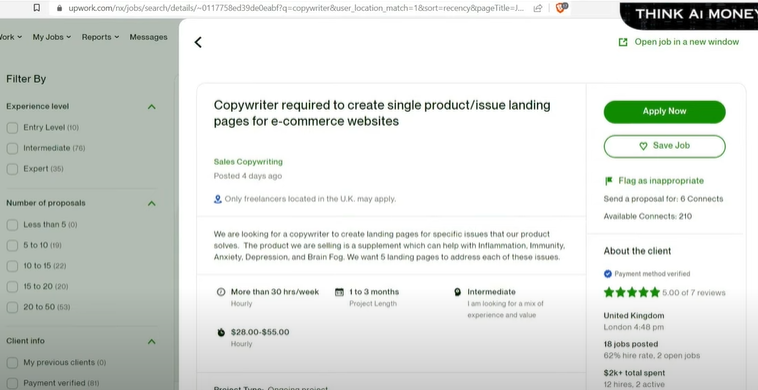 upwork.com/nx/jobs/search/details/~0117758ed39de0eabf?q=copywriter&user_location_match=1&sort=recency&pageTitle=J...
THINK Ai MONEY
Work
My Jobs
Reports
Messages
Open job in a new window
Filter By
Experience level
Entry Level (10)
Intermediate (76)
Expert (35)
Number of proposals
Less than 5 (0)
5 to 10 (19)
10 to 15 (22)
15 to 20 (20)
20 to 50 (53)
Client info
My previous clients (0)
Payment verified (81)
Copywriter required to create single product/issue landing
pages for e-commerce websites
Sales Copywriting
Posted 4 days ago
Only freelancers located in the U.K. may apply.
We are looking for a copywriter to create landing pages for specific issues that our product
solves. The product we are selling is a supplement which can help with Inflammation, Immunity,
Anxiety, Depression, and Brain Fog. We want 5 landing pages to address each of these issues.
More than 30 hrs/week
Hourly
1 to 3 months
Project Length
Intermediate
I am looking for a mix of
experience and value
$28.00-$55.00
Hourly
Project Type: Ongoing project
Apply Now
Save Job
Flag as inappropriate
Send a proposal for: 6 Connects
Available Connects: 210
About the client
Payment method verified
5.00 of 7 reviews
United Kingdom
London 4:48 pm
18 jobs posted
62% hire rate, 2 open jobs
$2k+ total spent
12 hires, 2 active